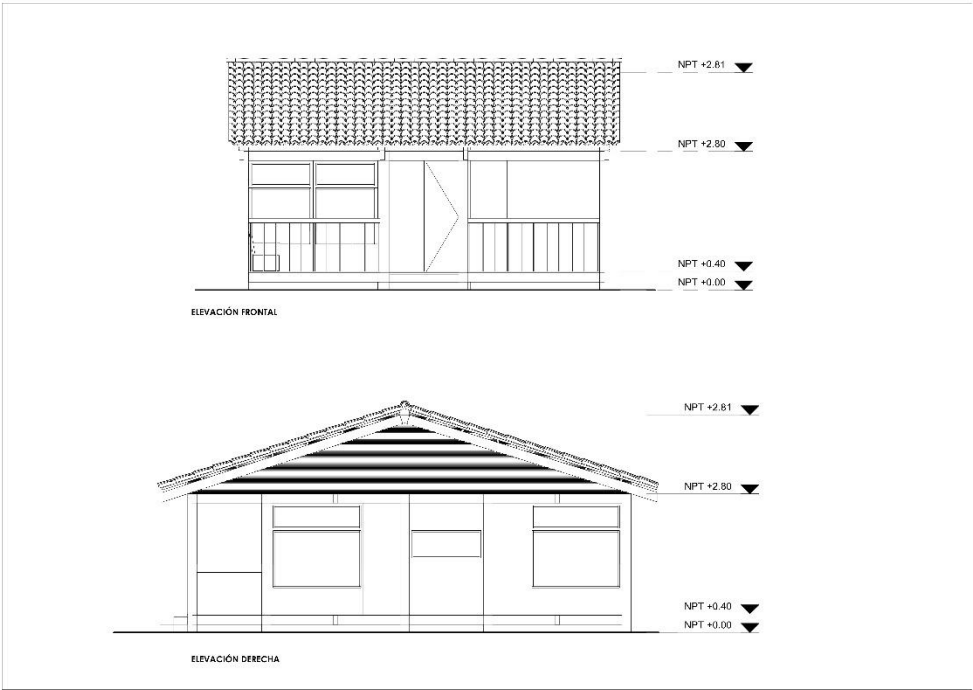 NPT +2.81
NPT +2.80
NPT +0.40
NPT +0.00
ELEVACIÓN FRONTAL
NPT +2.81
NPT +2.80
NPT +0.40
NPT +0.00
ELEVACIÓN DERECHA